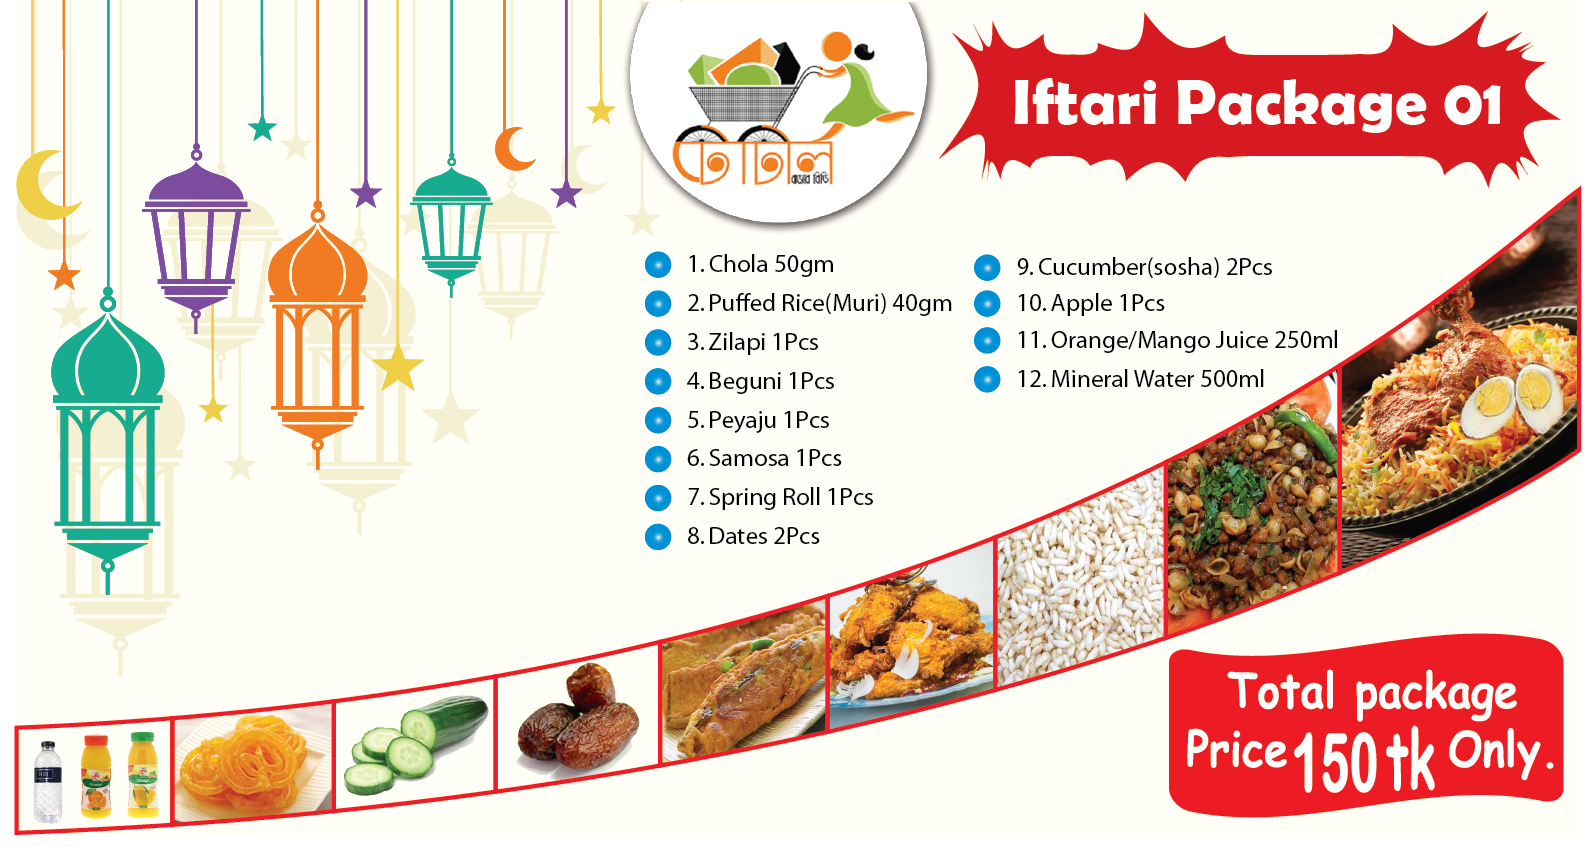 Iftari Package 01
1. Chola 50gm
2. Puffed Rice(Muri) 40gm
3. Zilapi 1Pcs
4. Beguni 1Pcs
5. Peyaju 1Pcs
6. Samosa 1Pcs
7. Spring Roll 1Pcs
8. Dates 2Pcs
9. Cucumber(sosha) 2Pcs
10. Apple 1Pcs
11. Orange/Mango Juice 250ml
12. Mineral Water 500ml
Total package
Price 150 tk Only.